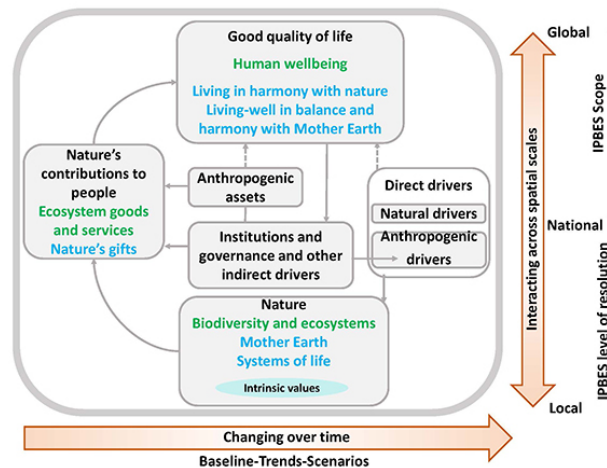 Good quality of life
Human wellbeing
Living in harmony with nature
Living-well in balance and
harmony with Mother Earth
Nature's
contributions to
people
Ecosystem goods
and services
Nature's gifts
Anthropogenic
assets
Direct drivers
Natural drivers
Anthropogenic
drivers
Institutions and
governance and other
indirect drivers
Nature
Biodiversity and ecosystems
Mother Earth
Systems of life
Intrinsic values
Global
National
Local
Interacting across spatial scales
IPBES Scope
IPBES level of resolution
Changing over time
Baseline-Trends-Scenarios